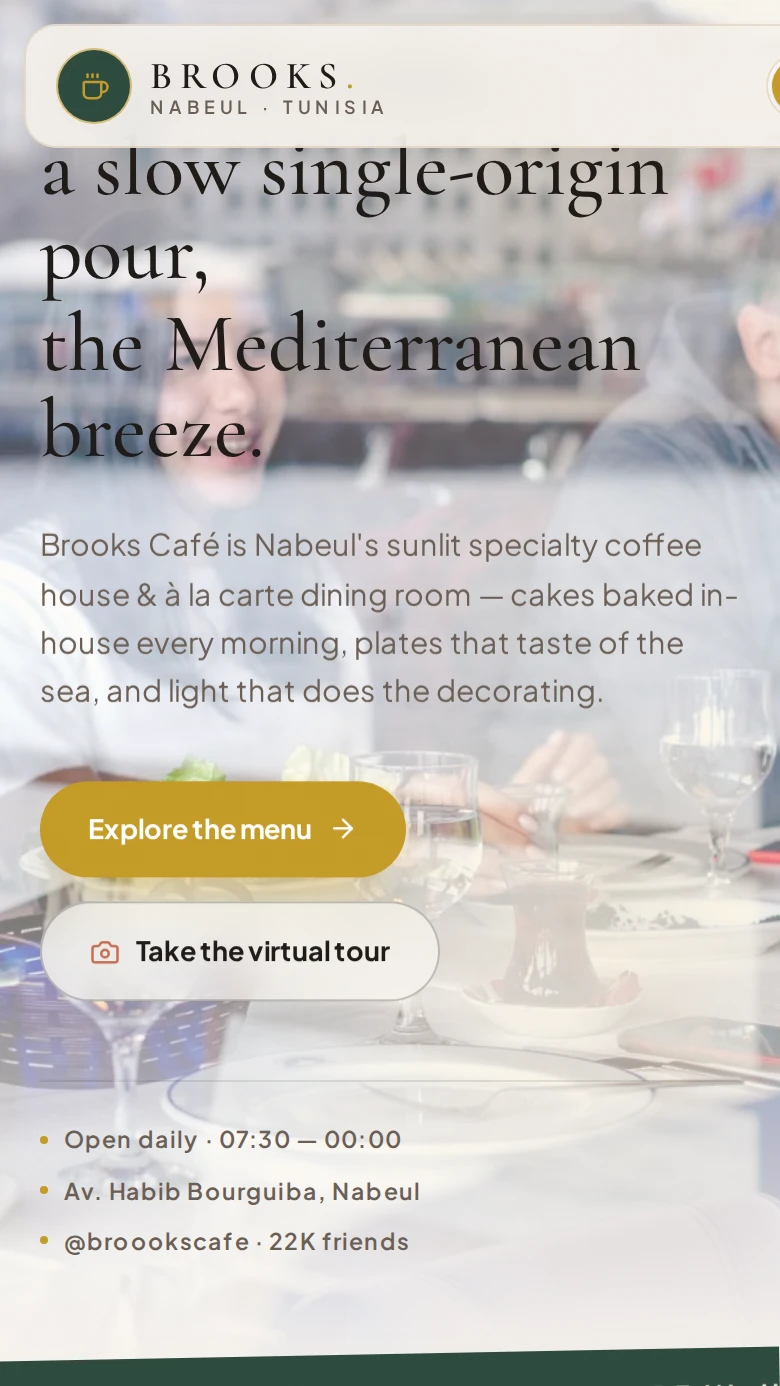 BROOKS.
NABEUL · TUNISIA
a slow single-origin
pour,
the Mediterranean
breeze.
Brooks Café is Nabeul's sunlit specialty coffee
house & à la carte dining room — cakes baked in-
house every morning, plates that taste of the
sea, and light that does the decorating.
Explore the menu →
Take the virtual tour
Open daily · 07:30 — 00:00
Av. Habib Bourguiba, Nabeul
@broookscafe · 22K friends